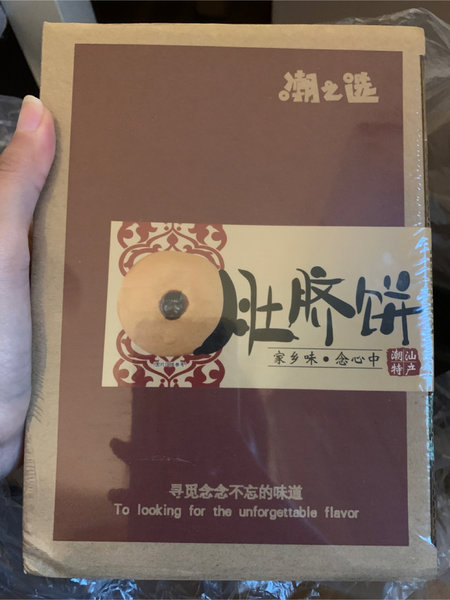 潮之选
肚脐饼
家乡味·念心中
潮汕
特产
寻觅念念不忘的味道
To looking for the unforgettable flavor